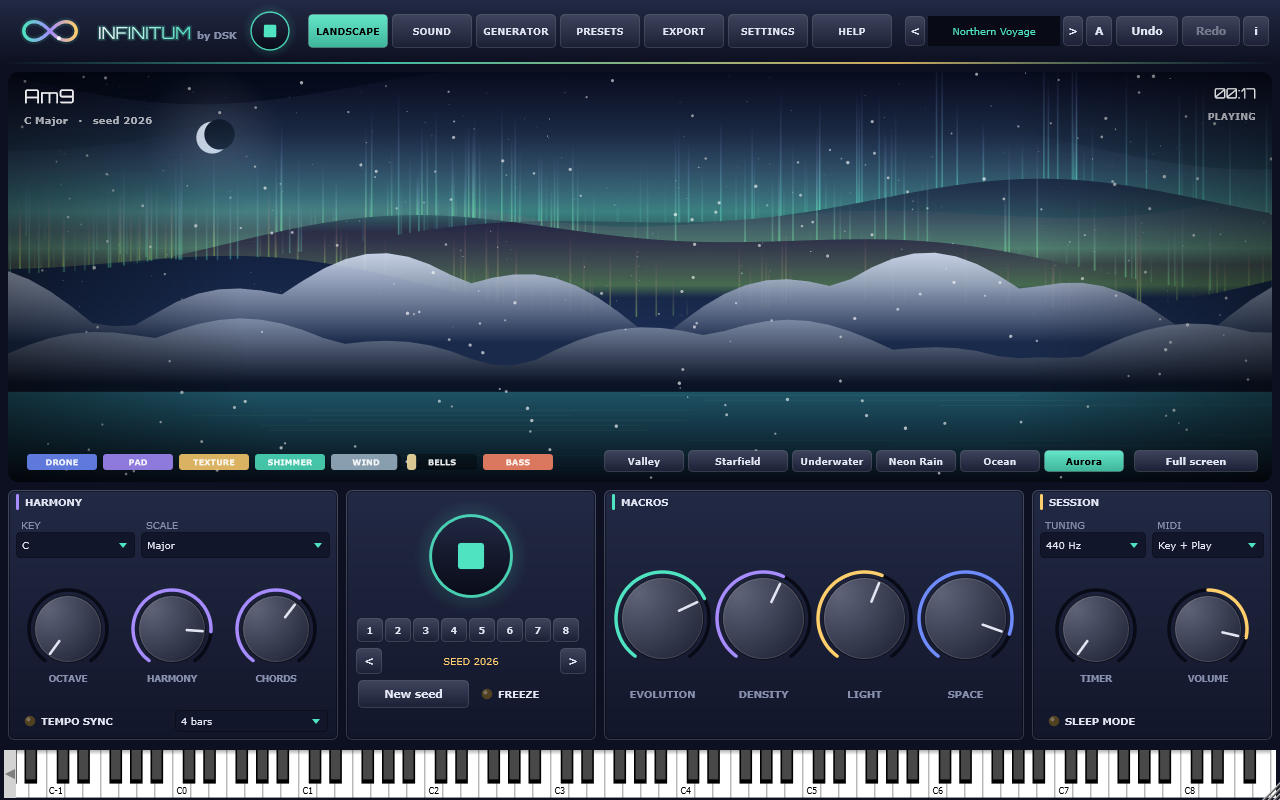 INFINITUM by DSK
LANDSCAPE
SOUND
GENERATOR
PRESETS
EXPORT
SETTINGS
HELP
<
Northern Voyage
>
A
Undo
Redo
i
Am9
C Major · seed 2026
00:17
PLAYING
DRONE
PAD
TEXTURE
SHIMMER
WIND
BELLS
BASS
Valley
Starfield
Underwater
Neon Rain
Ocean
Aurora
Full screen
HARMONY
KEY
SCALE
C
Major
OCTAVE
HARMONY
CHORDS
TEMPO SYNC
4 bars
1 2 3 4 5 6 7 8
<
SEED 2026
>
New seed
FREEZE
MACROS
EVOLUTION
DENSITY
LIGHT
SPACE
SESSION
TUNING
MIDI
440 Hz
Key + Play
TIMER
VOLUME
SLEEP MODE
C-1 C0 C1 C2 C3 C4 C5 C6 C7 C8